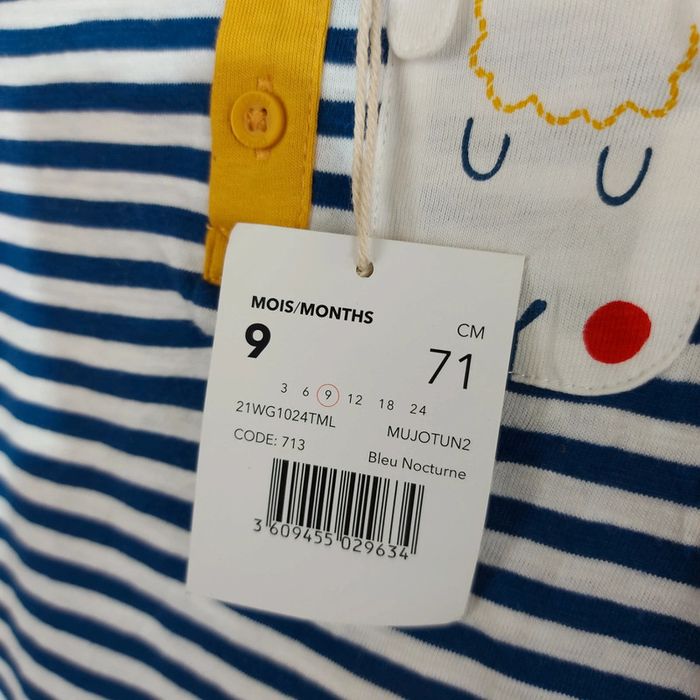 MOIS/MONTHS
9
CM
71
3 6 9 12 18 24
21WG1024TML
MUJOTUN2
CODE: 713
Bleu Nocturne
3 609455 029634